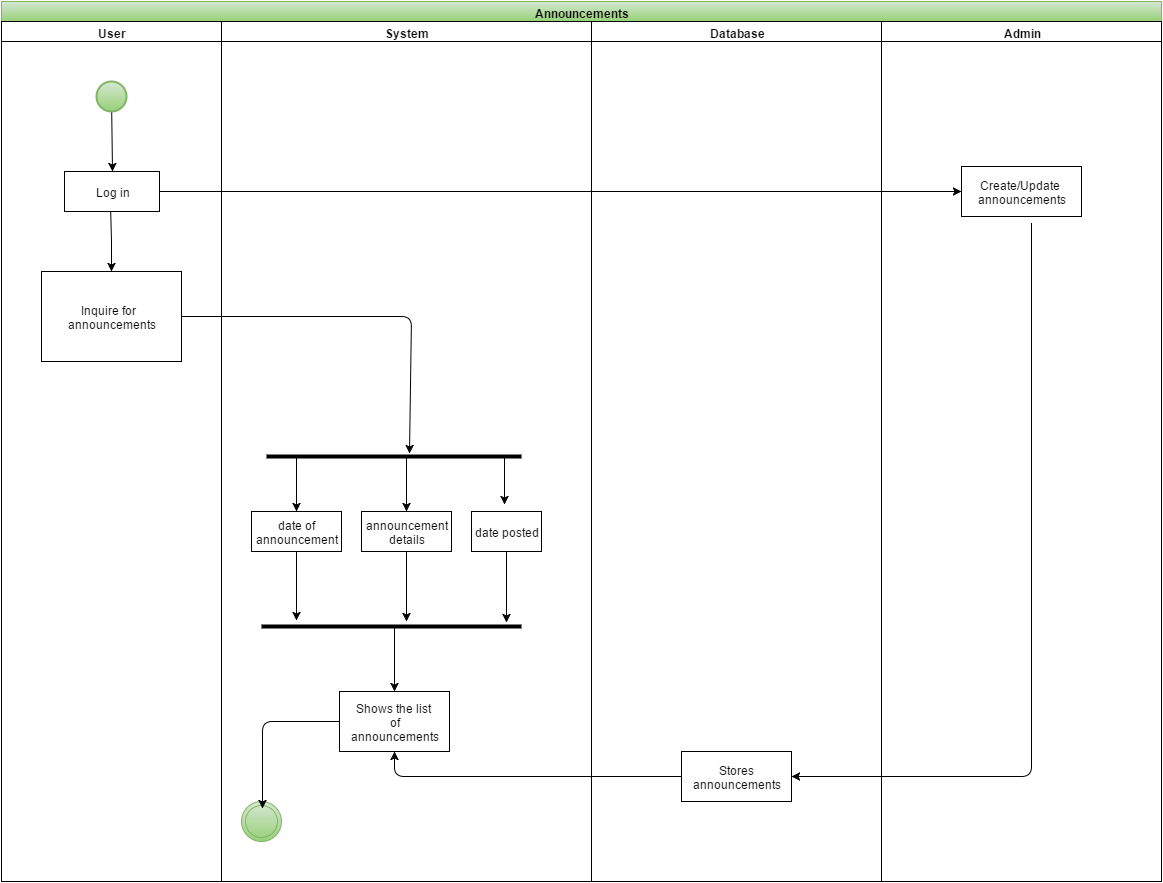 Announcements
User
System
Database
Admin
Log in
Create/Update
announcements
Inquire for
announcements
date of
announcement
announcement
details
date posted
Shows the list
of
announcements
Stores
announcements